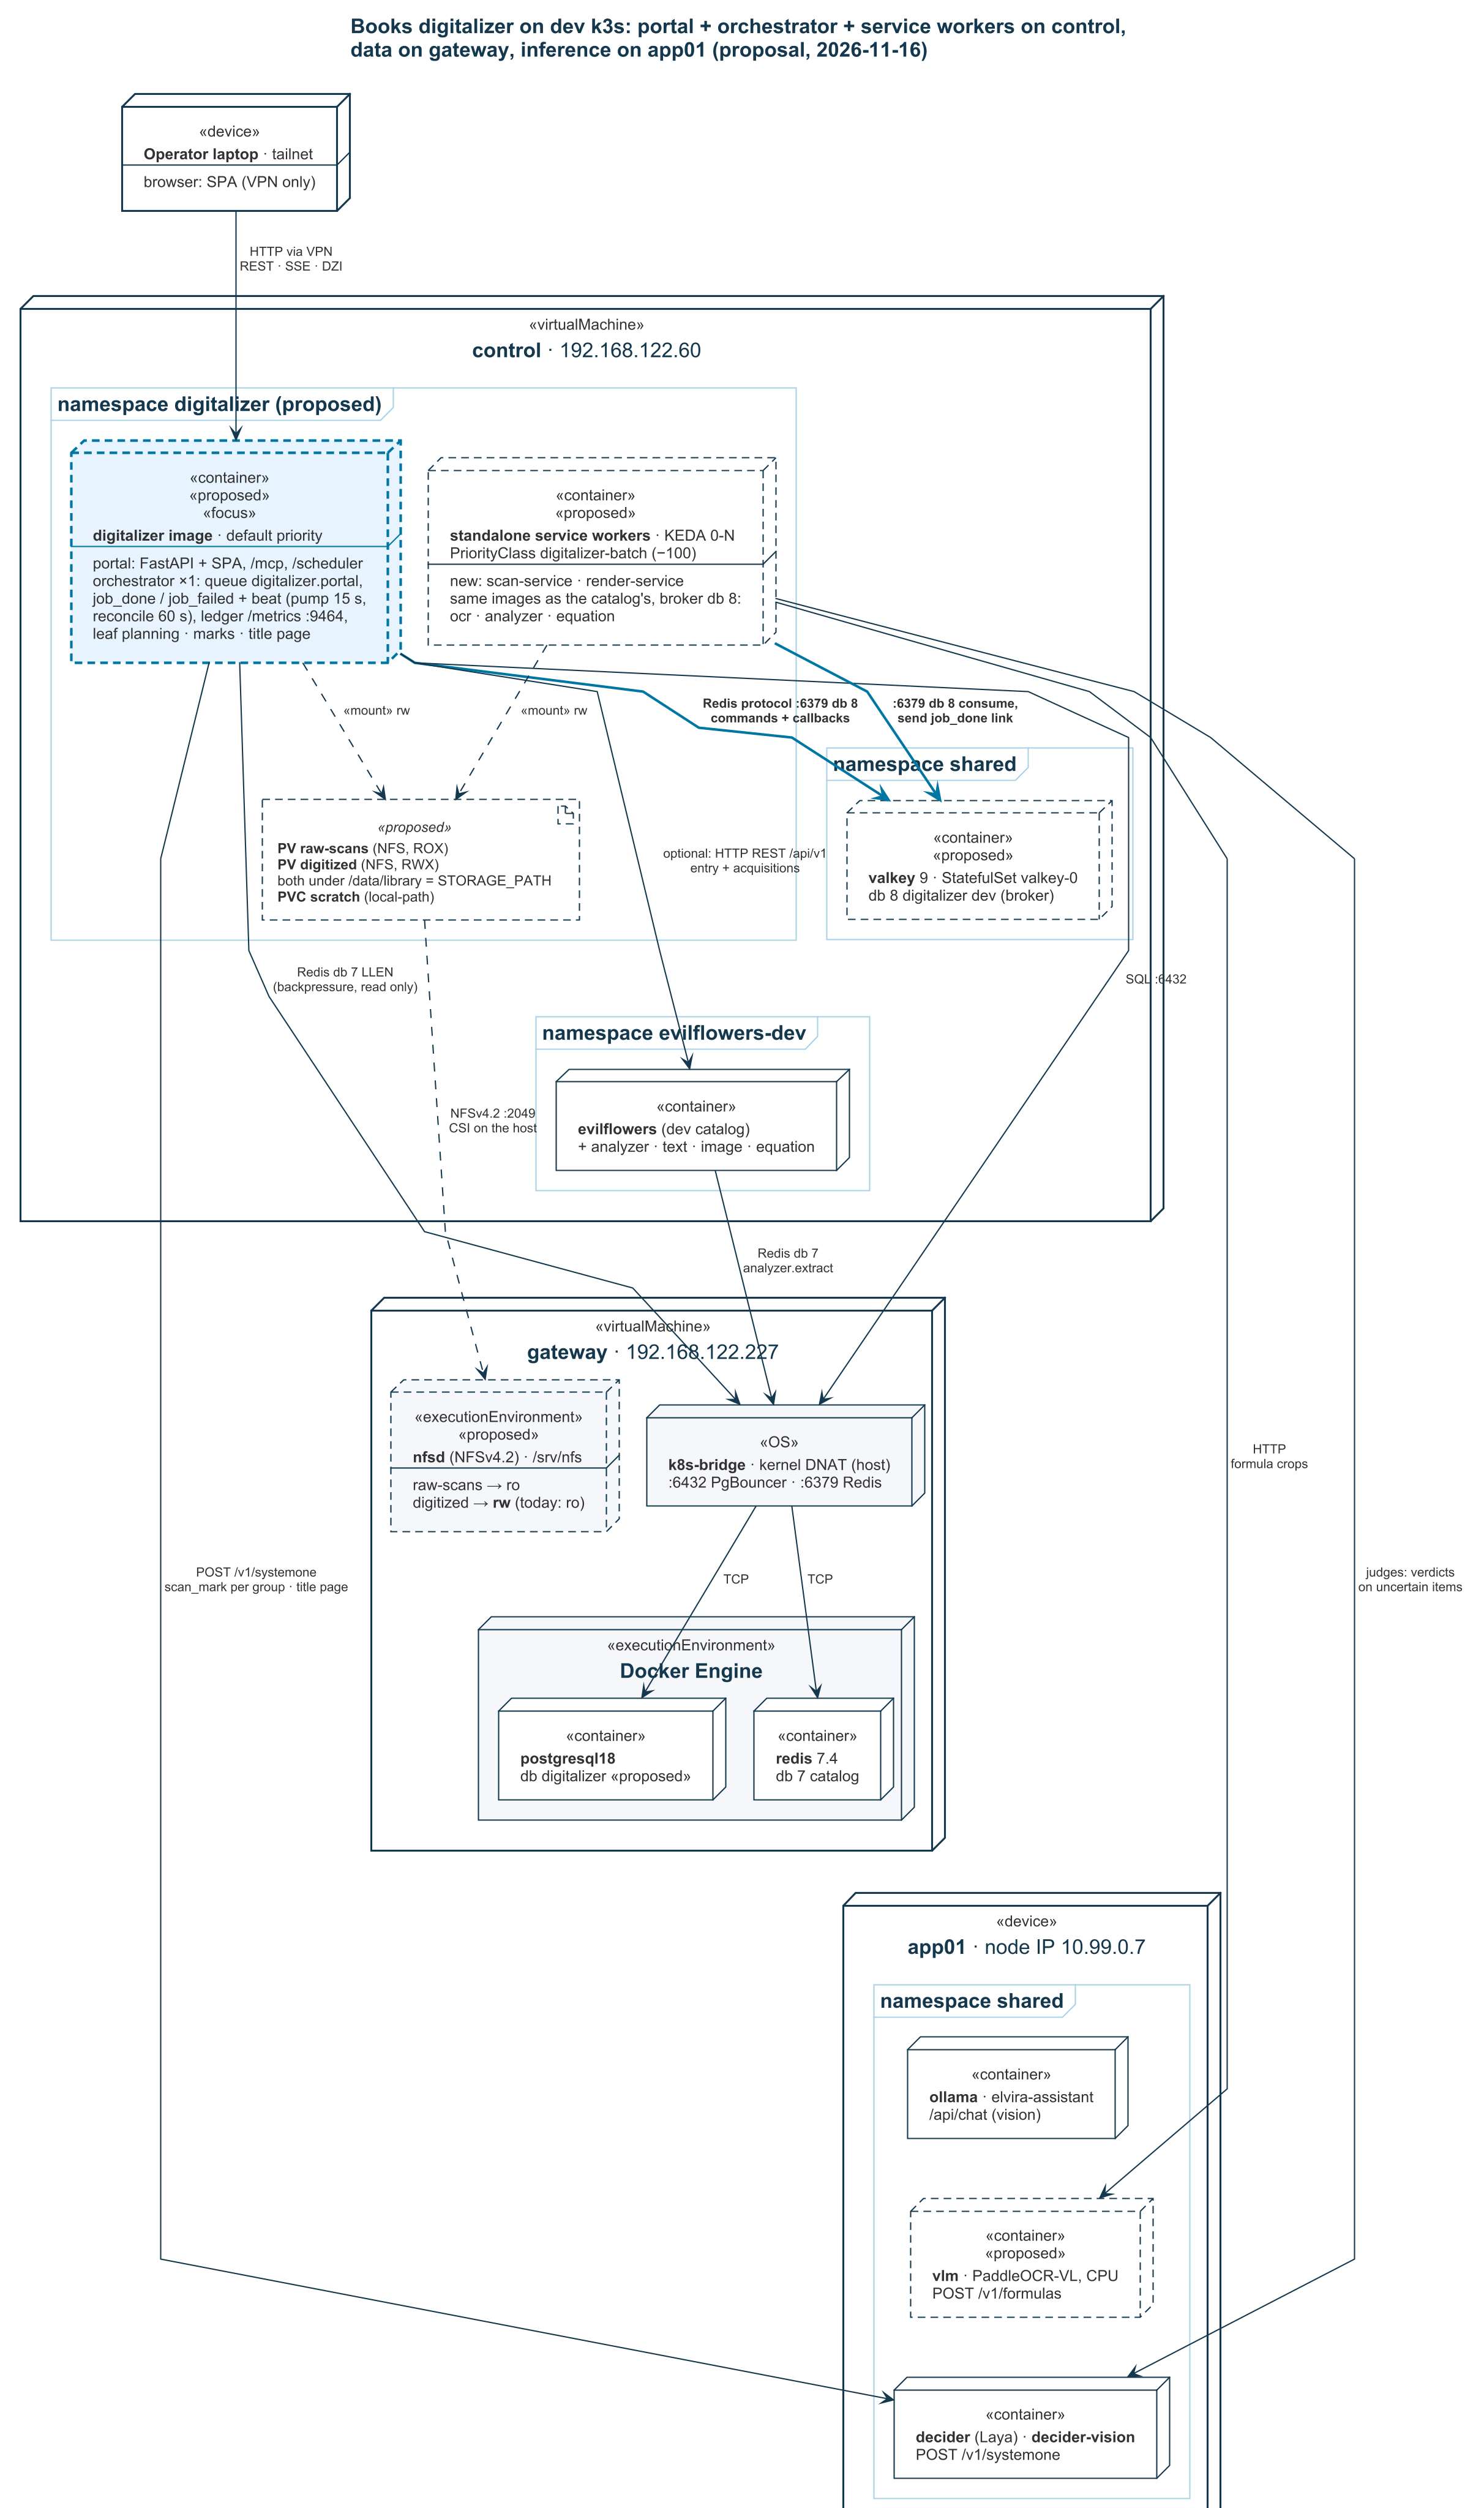 Books digitalizer on dev k3s: portal + orchestrator + service workers on control,
data on gateway, inference on app01 (proposal, 2026-11-16)
«device»
Operator laptop · tailnet
browser: SPA (VPN only)
HTTP via VPN
REST · SSE · DZI
«virtualMachine»
control · 192.168.122.60
namespace digitalizer (proposed)
«container»
«proposed»
«focus»
digitalizer image · default priority
portal: FastAPI + SPA, /mcp, /scheduler
orchestrator ×1: queue digitalizer.portal,
job_done / job_failed + beat (pump 15 s,
reconcile 60 s), ledger /metrics :9464,
leaf planning · marks · title page
«container»
«proposed»
standalone service workers · KEDA 0-N
PriorityClass digitalizer-batch (−100)
new: scan-service · render-service
same images as the catalog's, broker db 8:
ocr · analyzer · equation
«mount» rw
«mount» rw
Redis protocol :6379 db 8
commands + callbacks
:6379 db 8 consume,
send job_done link
namespace shared
«container»
«proposed»
valkey 9 · StatefulSet valkey-0
db 8 digitalizer dev (broker)
«proposed»
PV raw-scans (NFS, ROX)
PV digitized (NFS, RWX)
both under /data/library = STORAGE_PATH
PVC scratch (local-path)
optional: HTTP REST /api/v1
entry + acquisitions
Redis db 7 LLEN
(backpressure, read only)
SQL :6432
namespace evilflowers-dev
«container»
evilflowers (dev catalog)
+ analyzer · text · image · equation
NFSv4.2 :2049
CSI on the host
Redis db 7
analyzer.extract
«virtualMachine»
gateway · 192.168.122.227
«executionEnvironment»
«proposed»
nfsd (NFSv4.2) · /srv/nfs
raw-scans → ro
digitized → rw (today: ro)
«OS»
k8s-bridge · kernel DNAT (host)
:6432 PgBouncer · :6379 Redis
HTTP
formula crops
POST /v1/systemone
scan_mark per group · title page
TCP
TCP
judges: verdicts
on uncertain items
«executionEnvironment»
Docker Engine
«container»
postgresql18
db digitalizer «proposed»
«container»
redis 7.4
db 7 catalog
«device»
app01 · node IP 10.99.0.7
namespace shared
«container»
ollama · elvira-assistant
/api/chat (vision)
«container»
«proposed»
vlm · PaddleOCR-VL, CPU
POST /v1/formulas
«container»
decider (Laya) · decider-vision
POST /v1/systemone